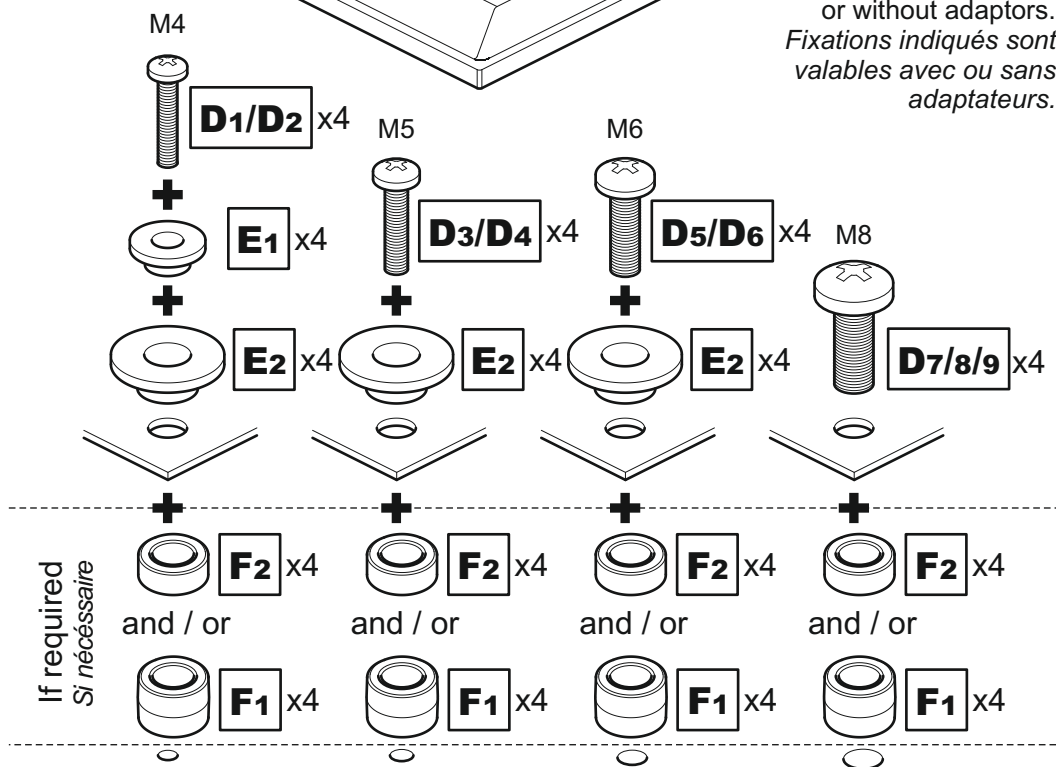 or without adaptors.
Fixations indiqués sont
valables avec ou sans
adaptateurs.
M4
D1/D2 x4
M5
M6
E1 x4
D3/D4 x4
D5/D6 x4
M8
E2 x4
E2 x4
E2 x4
D7/8/9 x4
If required
Si nécéssaire
F2 x4
F2 x4
F2 x4
F2 x4
and / or
and / or
and / or
and / or
F1 x4
F1 x4
F1 x4
F1 x4